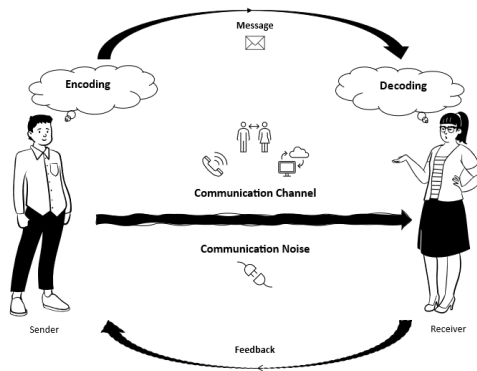 Message
Encoding
Decoding
Communication Channel
Communication Noise
Sender
Receiver
Feedback